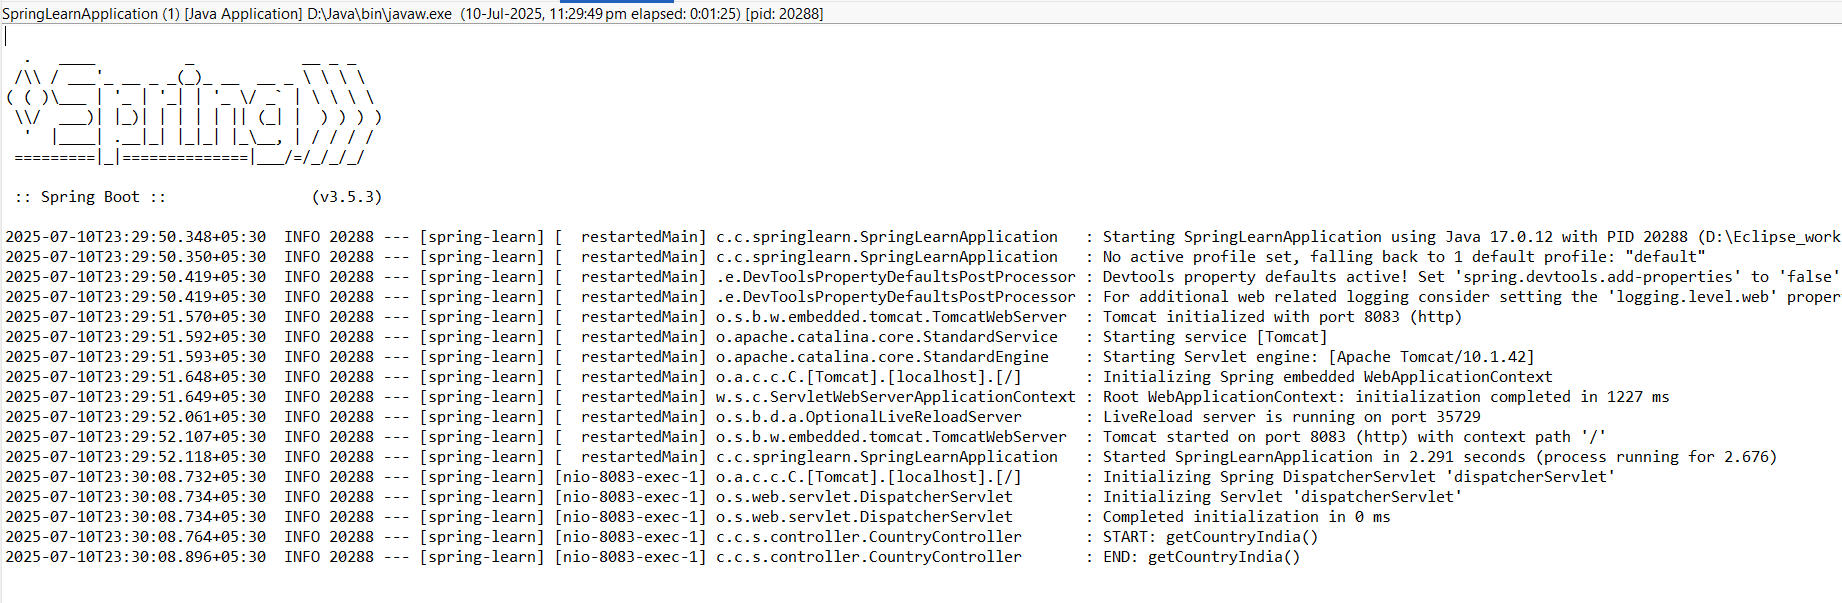 SpringLearnApplication (1) [Java Application] D:\Java\bin\javaw.exe  (10-Jul-2025, 11:29:49 pm elapsed: 0:01:25) [pid: 20288]
  .   ____          _            __ _ _
 /\\ / ___'_ __ _ _(_)_ __  __ _ \ \ \ \
( ( )\___ | '_ | '_| | '_ \/ _` | \ \ \ \
 \\/  ___)| |_)| | | | | || (_| |  ) ) ) )
  '  |____| .__|_| |_|_| |_\__, | / / / /
 =========|_|==============|___/=/_/_/_/
 :: Spring Boot ::                (v3.5.3)
2025-07-10T23:29:50.348+05:30  INFO 20288 --- [spring-learn] [  restartedMain] c.c.springlearn.SpringLearnApplication   : Starting SpringLearnApplication using Java 17.0.12 with PID 20288 (D:\Eclipse_work
2025-07-10T23:29:50.350+05:30  INFO 20288 --- [spring-learn] [  restartedMain] c.c.springlearn.SpringLearnApplication   : No active profile set, falling back to 1 default profile: "default"
2025-07-10T23:29:50.419+05:30  INFO 20288 --- [spring-learn] [  restartedMain] .e.DevToolsPropertyDefaultsPostProcessor : Devtools property defaults active! Set 'spring.devtools.add-properties' to 'false'
2025-07-10T23:29:50.419+05:30  INFO 20288 --- [spring-learn] [  restartedMain] .e.DevToolsPropertyDefaultsPostProcessor : For additional web related logging consider setting the 'logging.level.web' proper
2025-07-10T23:29:51.570+05:30  INFO 20288 --- [spring-learn] [  restartedMain] o.s.b.w.embedded.tomcat.TomcatWebServer  : Tomcat initialized with port 8083 (http)
2025-07-10T23:29:51.592+05:30  INFO 20288 --- [spring-learn] [  restartedMain] o.apache.catalina.core.StandardService   : Starting service [Tomcat]
2025-07-10T23:29:51.593+05:30  INFO 20288 --- [spring-learn] [  restartedMain] o.apache.catalina.core.StandardEngine    : Starting Servlet engine: [Apache Tomcat/10.1.42]
2025-07-10T23:29:51.648+05:30  INFO 20288 --- [spring-learn] [  restartedMain] o.a.c.c.C.[Tomcat].[localhost].[/]       : Initializing Spring embedded WebApplicationContext
2025-07-10T23:29:51.649+05:30  INFO 20288 --- [spring-learn] [  restartedMain] w.s.c.ServletWebServerApplicationContext : Root WebApplicationContext: initialization completed in 1227 ms
2025-07-10T23:29:52.061+05:30  INFO 20288 --- [spring-learn] [  restartedMain] o.s.b.d.a.OptionalLiveReloadServer       : LiveReload server is running on port 35729
2025-07-10T23:29:52.107+05:30  INFO 20288 --- [spring-learn] [  restartedMain] o.s.b.w.embedded.tomcat.TomcatWebServer  : Tomcat started on port 8083 (http) with context path '/'
2025-07-10T23:29:52.118+05:30  INFO 20288 --- [spring-learn] [  restartedMain] c.c.springlearn.SpringLearnApplication   : Started SpringLearnApplication in 2.291 seconds (process running for 2.676)
2025-07-10T23:30:08.732+05:30  INFO 20288 --- [spring-learn] [nio-8083-exec-1] o.a.c.c.C.[Tomcat].[localhost].[/]       : Initializing Spring DispatcherServlet 'dispatcherServlet'
2025-07-10T23:30:08.734+05:30  INFO 20288 --- [spring-learn] [nio-8083-exec-1] o.s.web.servlet.DispatcherServlet        : Initializing Servlet 'dispatcherServlet'
2025-07-10T23:30:08.734+05:30  INFO 20288 --- [spring-learn] [nio-8083-exec-1] o.s.web.servlet.DispatcherServlet        : Completed initialization in 0 ms
2025-07-10T23:30:08.764+05:30  INFO 20288 --- [spring-learn] [nio-8083-exec-1] c.c.s.controller.CountryController       : START: getCountryIndia()
2025-07-10T23:30:08.896+05:30  INFO 20288 --- [spring-learn] [nio-8083-exec-1] c.c.s.controller.CountryController       : END: getCountryIndia()